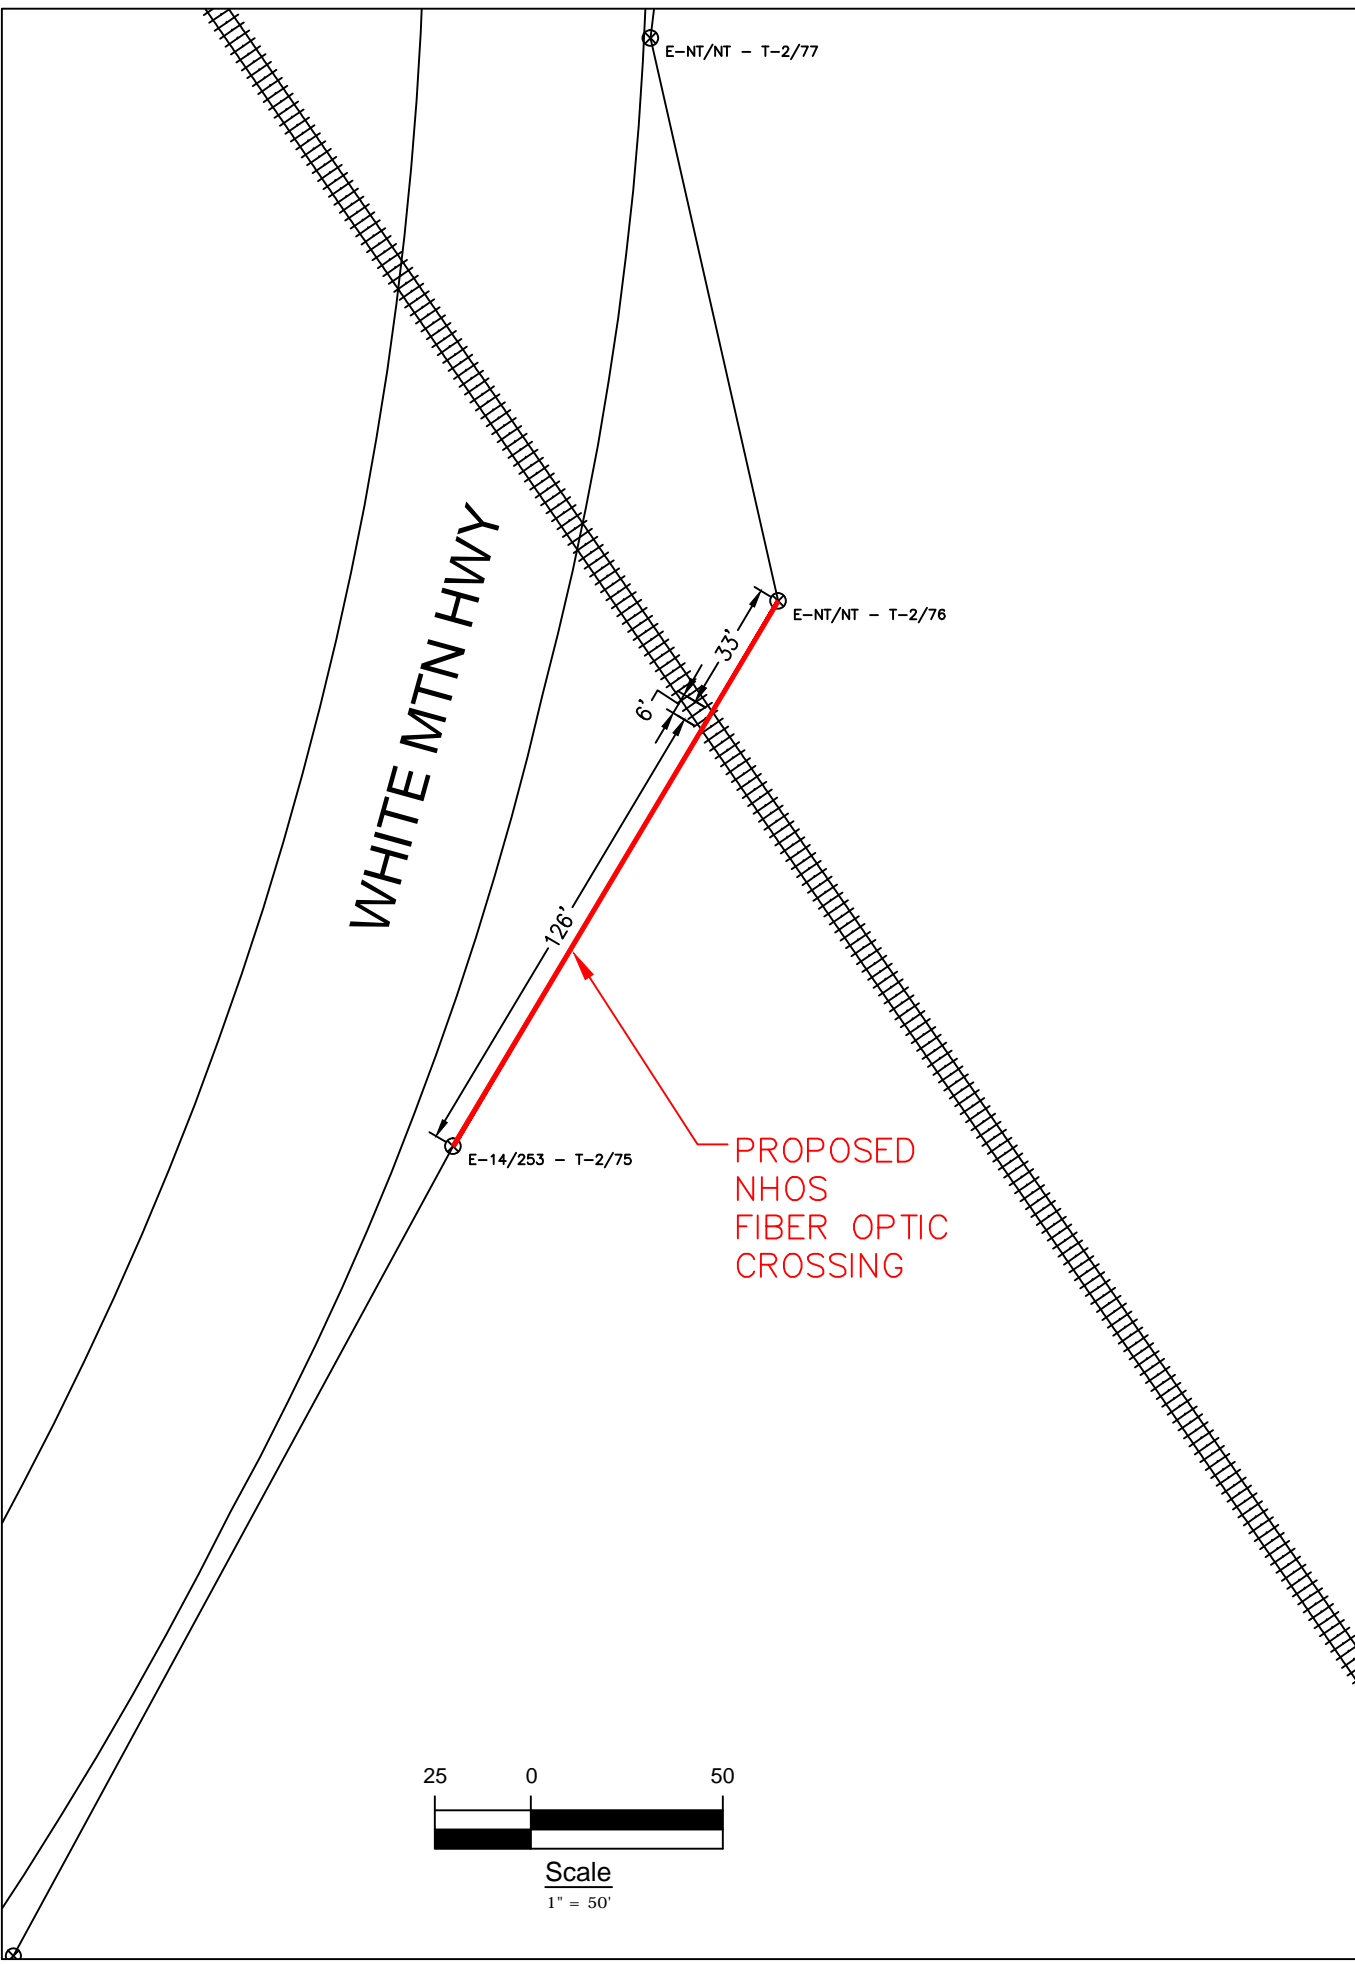 E-NT/NT - T-2/77
WHITE MTN HWY
33'
E-NT/NT - T-2/76
6'
126'
E-14/253 - T-2/75
PROPOSED
NHOS
FIBER OPTIC
CROSSING
25 0 50
Scale
1" = 50'